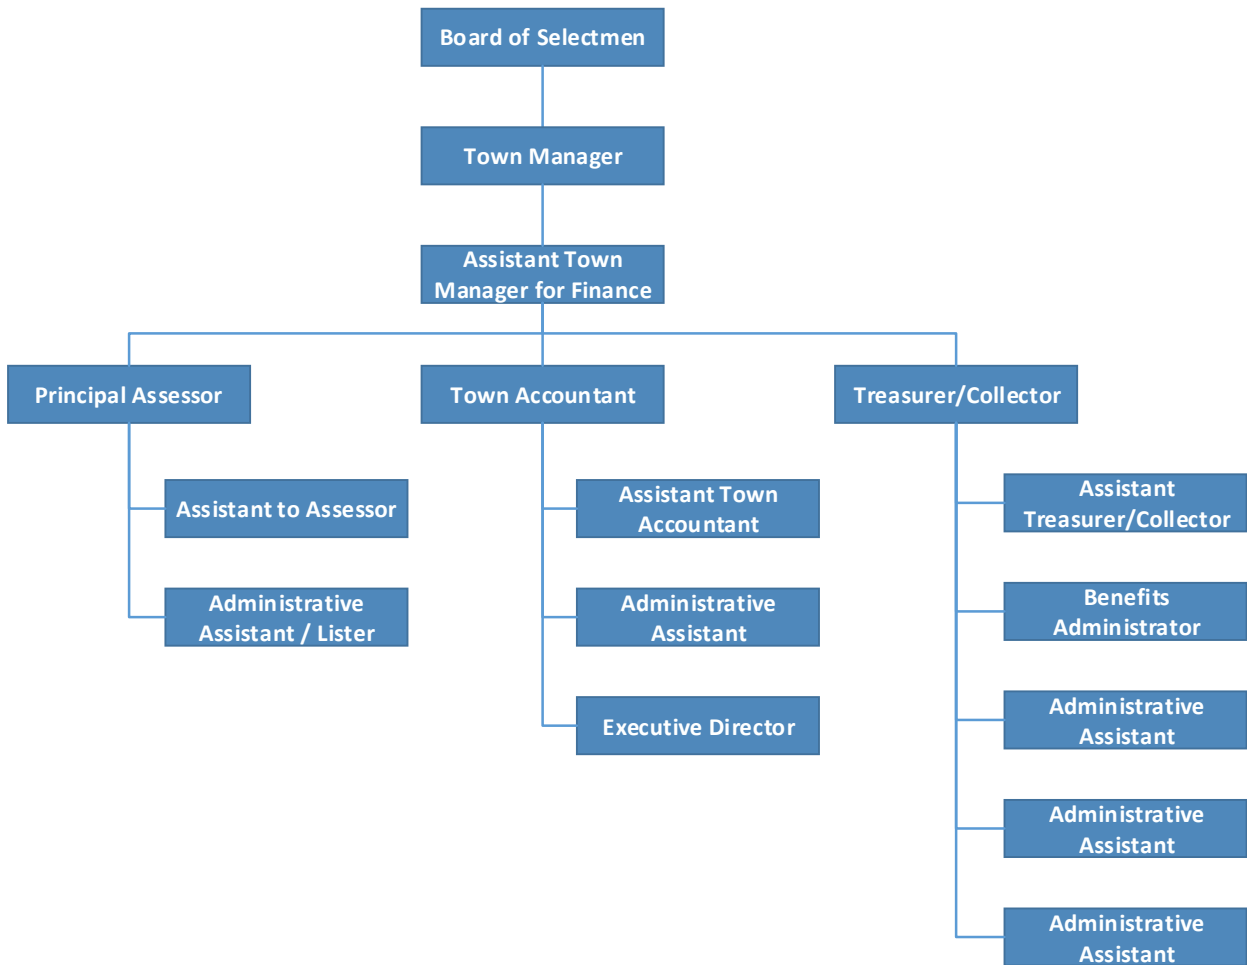 Board of Selectmen
Town Manager
Assistant Town
Manager for Finance
Principal Assessor
Town Accountant
Treasurer/Collector
Assistant to Assessor
Administrative
Assistant / Lister
Assistant Town
Accountant
Administrative
Assistant
Executive Director
Assistant
Treasurer/Collector
Benefits
Administrator
Administrative
Assistant
Administrative
Assistant
Administrative
Assistant